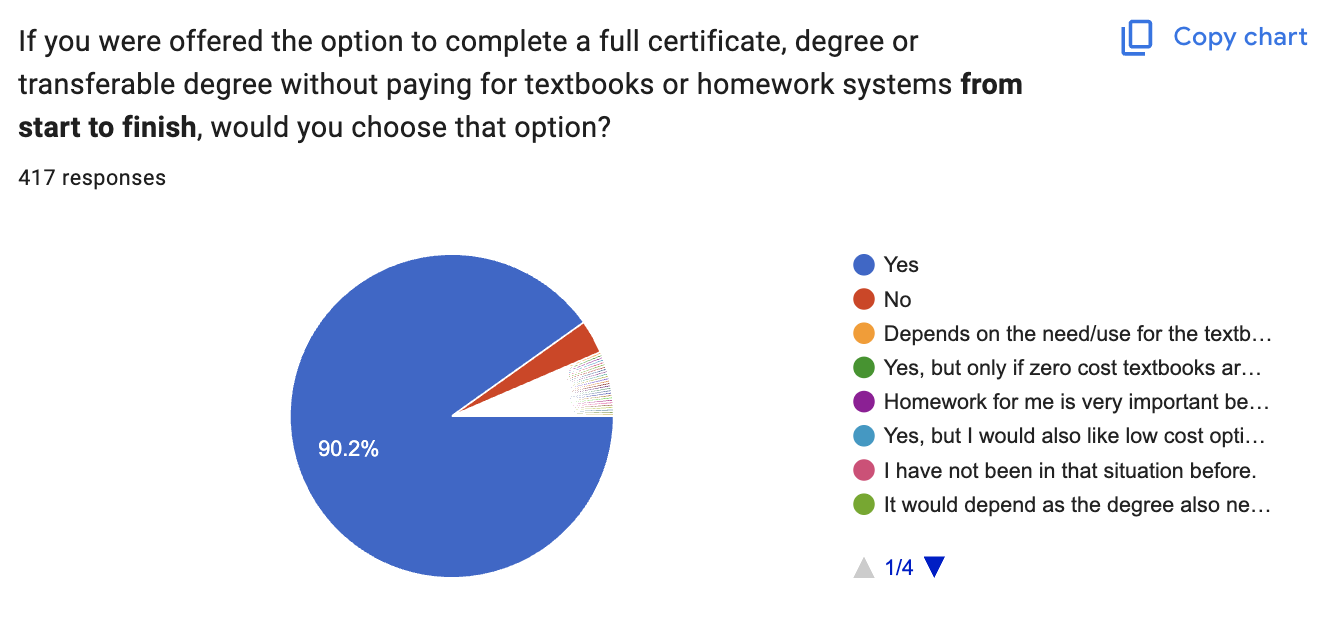 If you were offered the option to complete a full certificate, degree or
transferable degree without paying for textbooks or homework systems from
start to finish, would you choose that option?
Copy chart
417 responses
90.2%
Yes
No
Depends on the need/use for the textb...
Yes, but only if zero cost textbooks ar...
Homework for me is very important be...
Yes, but I would also like low cost opti...
I have not been in that situation before.
It would depend as the degree also ne...
1/4